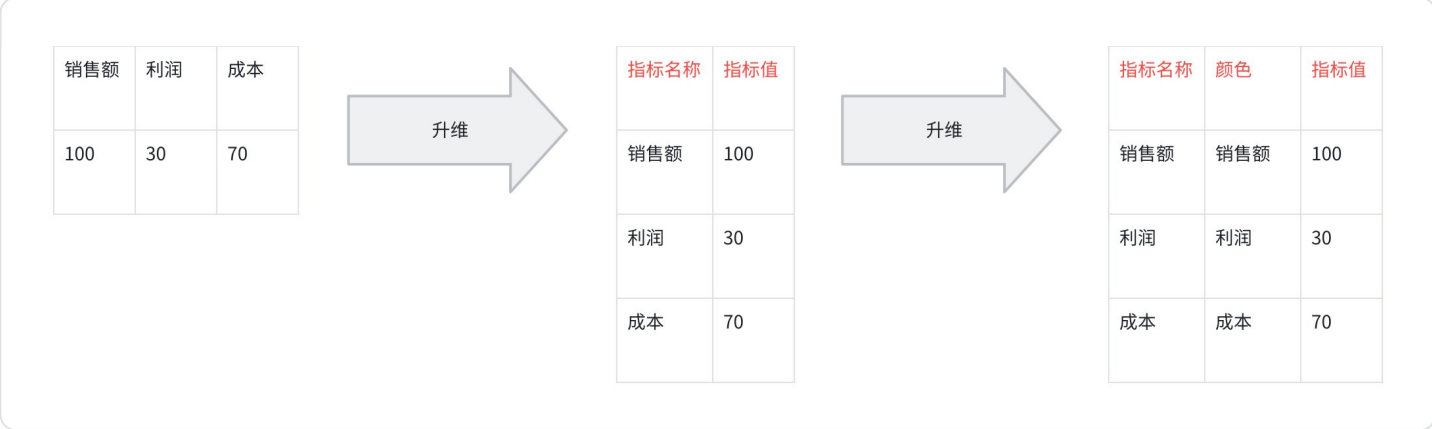 销售额 利润 成本
100 30 70
升维
指标名称 指标值
销售额 100
利润 30
成本 70
升维
指标名称 颜色 指标值
销售额 销售额 100
利润 利润 30
成本 成本 70